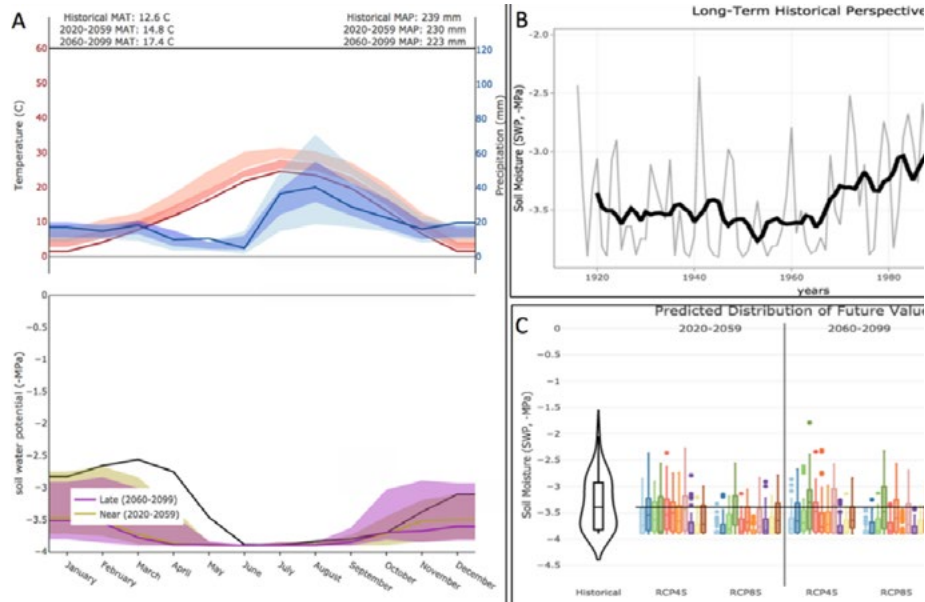 A
Historical MAT: 12.6 C
2020-2059 MAT: 14.8 C
2060-2099 MAT: 17.4 C
Historical MAP: 239 mm
2020-2059 MAP: 230 mm
2060-2099 MAP: 223 mm
Temperature (C)
60
50
40
30
20
10
0
Precipitation (mm)
120
100
80
60
40
20
0
soil water potential (-MPa)
0
−0.5
−1
−1.5
−2
−2.5
−3
−3.5
−4
Late (2060-2099)
Near (2020-2059)
January
February
March
April
May
June
July
August
September
October
November
December
B
Long-Term Historical Perspective
Soil Moisture (SWP, -MPa)
-2.0
-2.5
-3.0
-3.5
1920
1940
1960
1980
years
C
Predicted Distribution of Future Value
2020-2059
2060-2099
Soil Moisture (SWP, -MPa)
0
−0.5
−1
−1.5
−2
−2.5
−3
−3.5
−4
−4.5
Historical
RCP45
RCP85
RCP45
RCP85